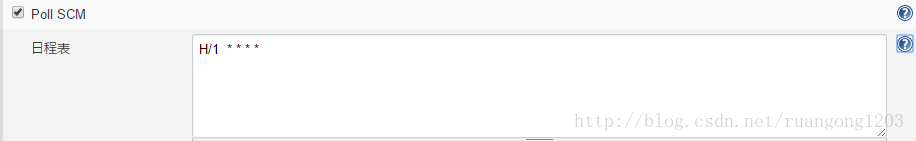 Poll SCM
日程表
H/1 * * * *
http://blog.csdn.net/ruangong1203